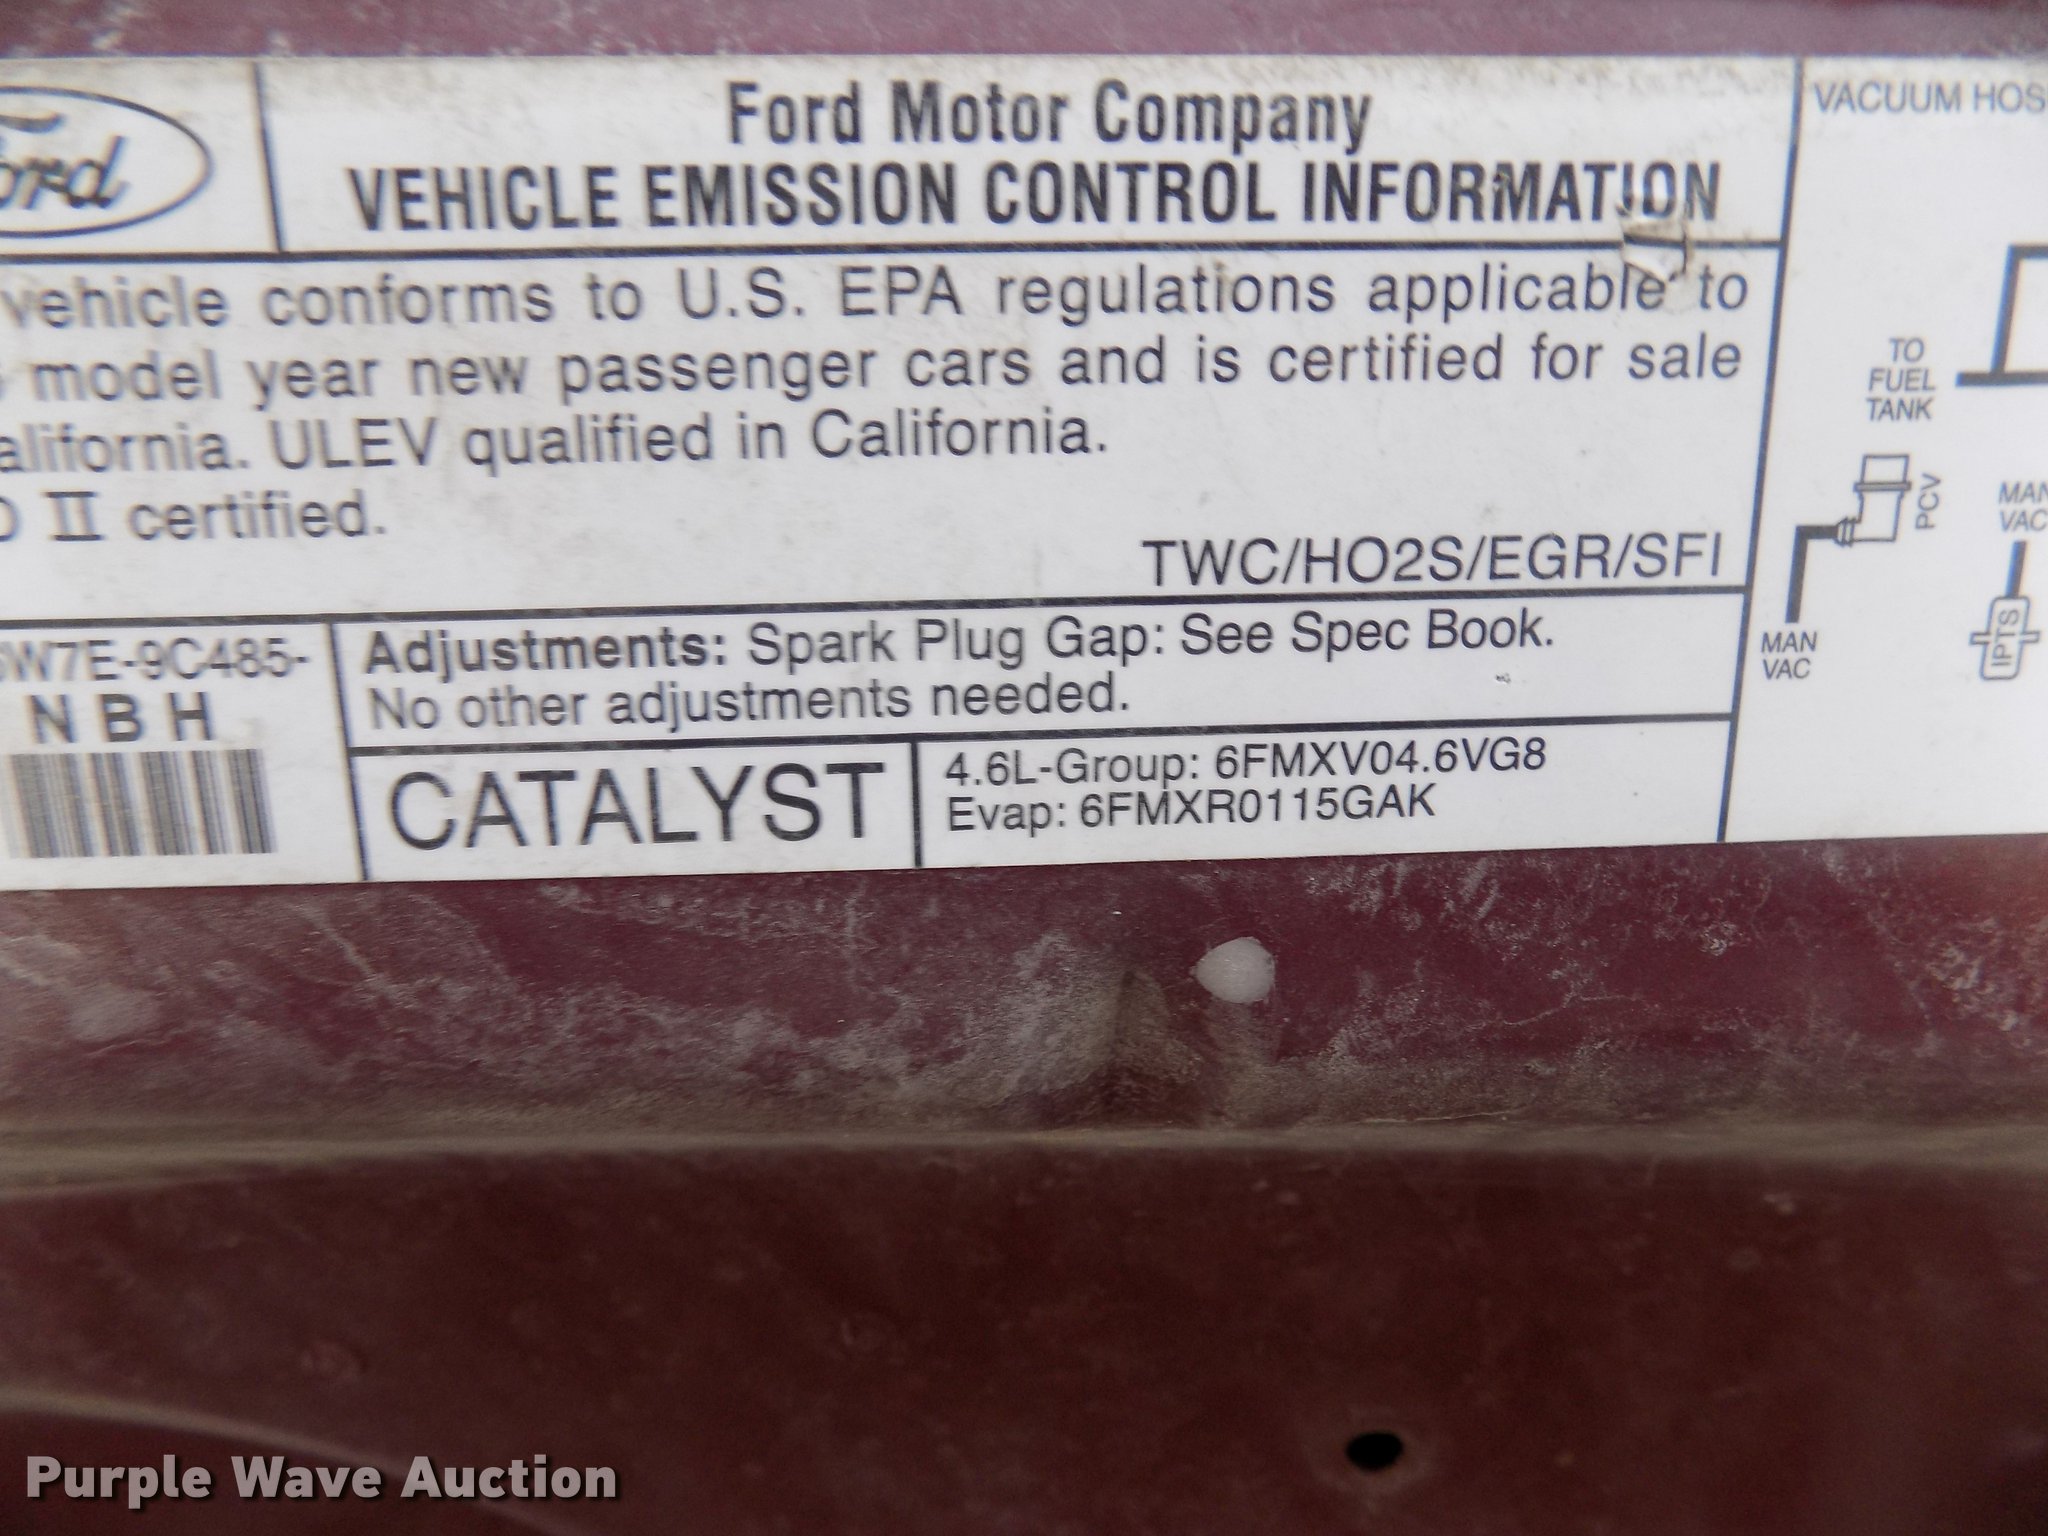 Ford
Ford Motor Company
VEHICLE EMISSION CONTROL INFORMATION
vehicle conforms to U.S. EPA regulations applicable to
model year new passenger cars and is certified for sale
alifornia. ULEV qualified in California.
II certified.
TWC/HO2S/EGR/SFI
W7E-9C485-
N B H
Adjustments: Spark Plug Gap: See Spec Book.
No other adjustments needed.
CATALYST
4.6L-Group: 6FMXV04.6VG8
Evap: 6FMXR0115GAK
VACUUM HOS
TO
FUEL
TANK
PCV
MAN
VAC
MAN
VAC
IPTS
Purple Wave Auction